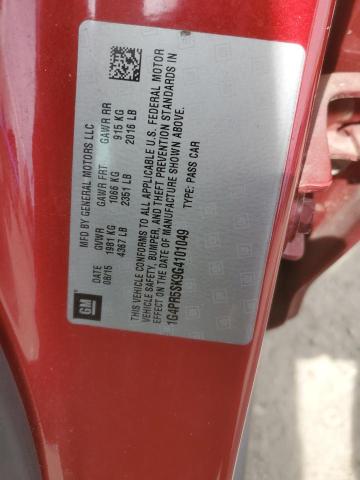 MFD BY GENERAL MOTORS LLC
DATE GVWR GAWR FRT GAWR RR
08/15 1981 KG 1066 KG 915 KG
4367 LB 2351 LB 2016 LB
THIS VEHICLE CONFORMS TO ALL APPLICABLE U.S. FEDERAL MOTOR
VEHICLE SAFETY, BUMPER, AND THEFT PREVENTION STANDARDS IN
EFFECT ON THE DATE OF MANUFACTURE SHOWN ABOVE.
1G4PR5SK9G4101049 TYPE: PASS CAR
GM